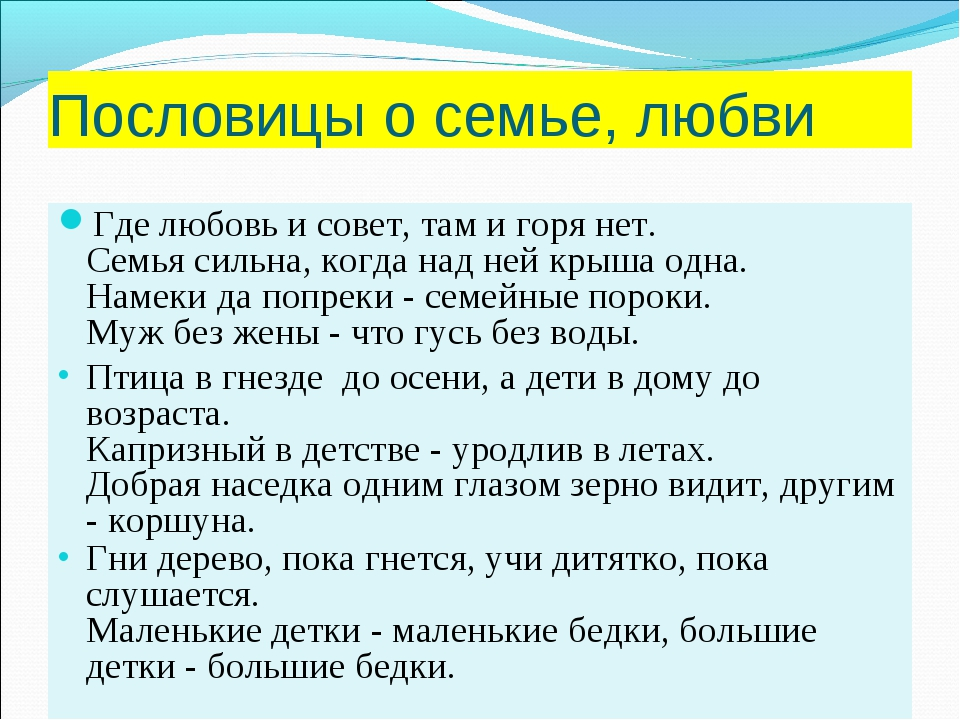 Пословицы о семье, любви
Где любовь и совет, там и горя нет.
Семья сильна, когда над ней крыша одна.
Намеки да попреки - семейные пороки.
Муж без жены - что гусь без воды.
Птица в гнезде  до осени, а дети в дому до
возраста.
Капризный в детстве - уродлив в летах.
Добрая наседка одним глазом зерно видит, другим
- коршуна.
Гни дерево, пока гнется, учи дитятко, пока
слушается.
Маленькие детки - маленькие бедки, большие
детки - большие бедки.